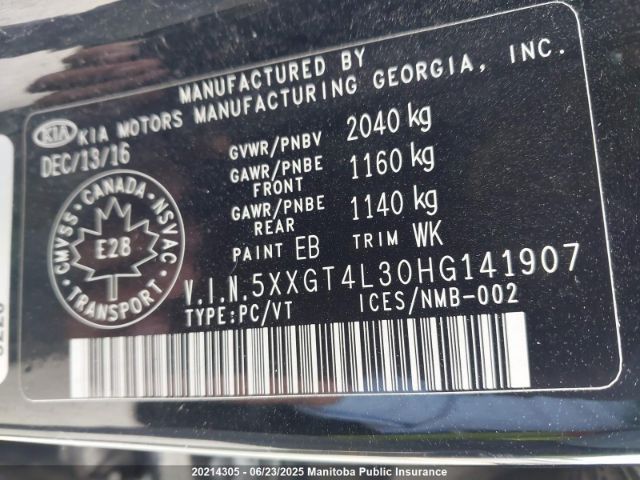 MANUFACTURED BY
KIA MOTORS MANUFACTURING GEORGIA, INC.
DEC/13/16
GVWR/PNBV 2040 kg
GAWR/PNBE FRONT 1160 kg
GAWR/PNBE REAR 1140 kg
PAINT EB TRIM WK
CANADA
CMVSS
NSVAC
E28
TRANSPORT
V.I.N.5XXGT4L30HG141907
TYPE:PC/VT ICES/NMB-002
20214305 - 06/23/2025 Manitoba Public Insurance